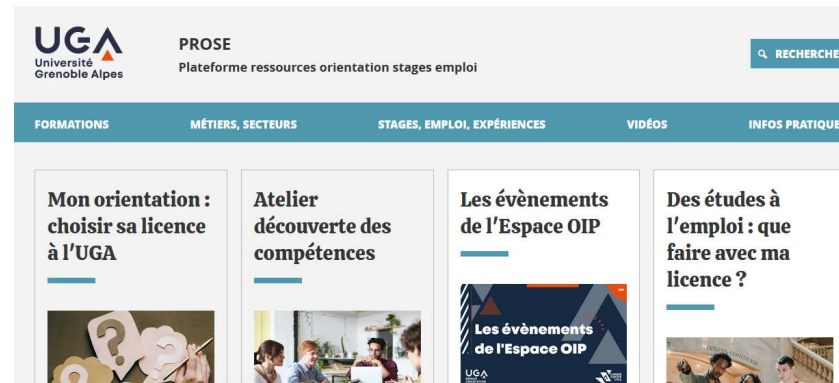 UGA
Université
Grenoble Alpes
PROSE
Plateforme ressources orientation stages emploi
RECHERCHE
FORMATIONS
MÉTIERS, SECTEURS
STAGES, EMPLOI, EXPÉRIENCES
VIDÉOS
INFOS PRATIQUE
Mon orientation :
choisir sa licence
à l'UGA
Atelier
découverte des
compétences
Les évènements
de l'Espace OIP
Les évènements
de l'Espace OIP
UGA
Des études à
l'emploi : que
faire avec ma
licence ?